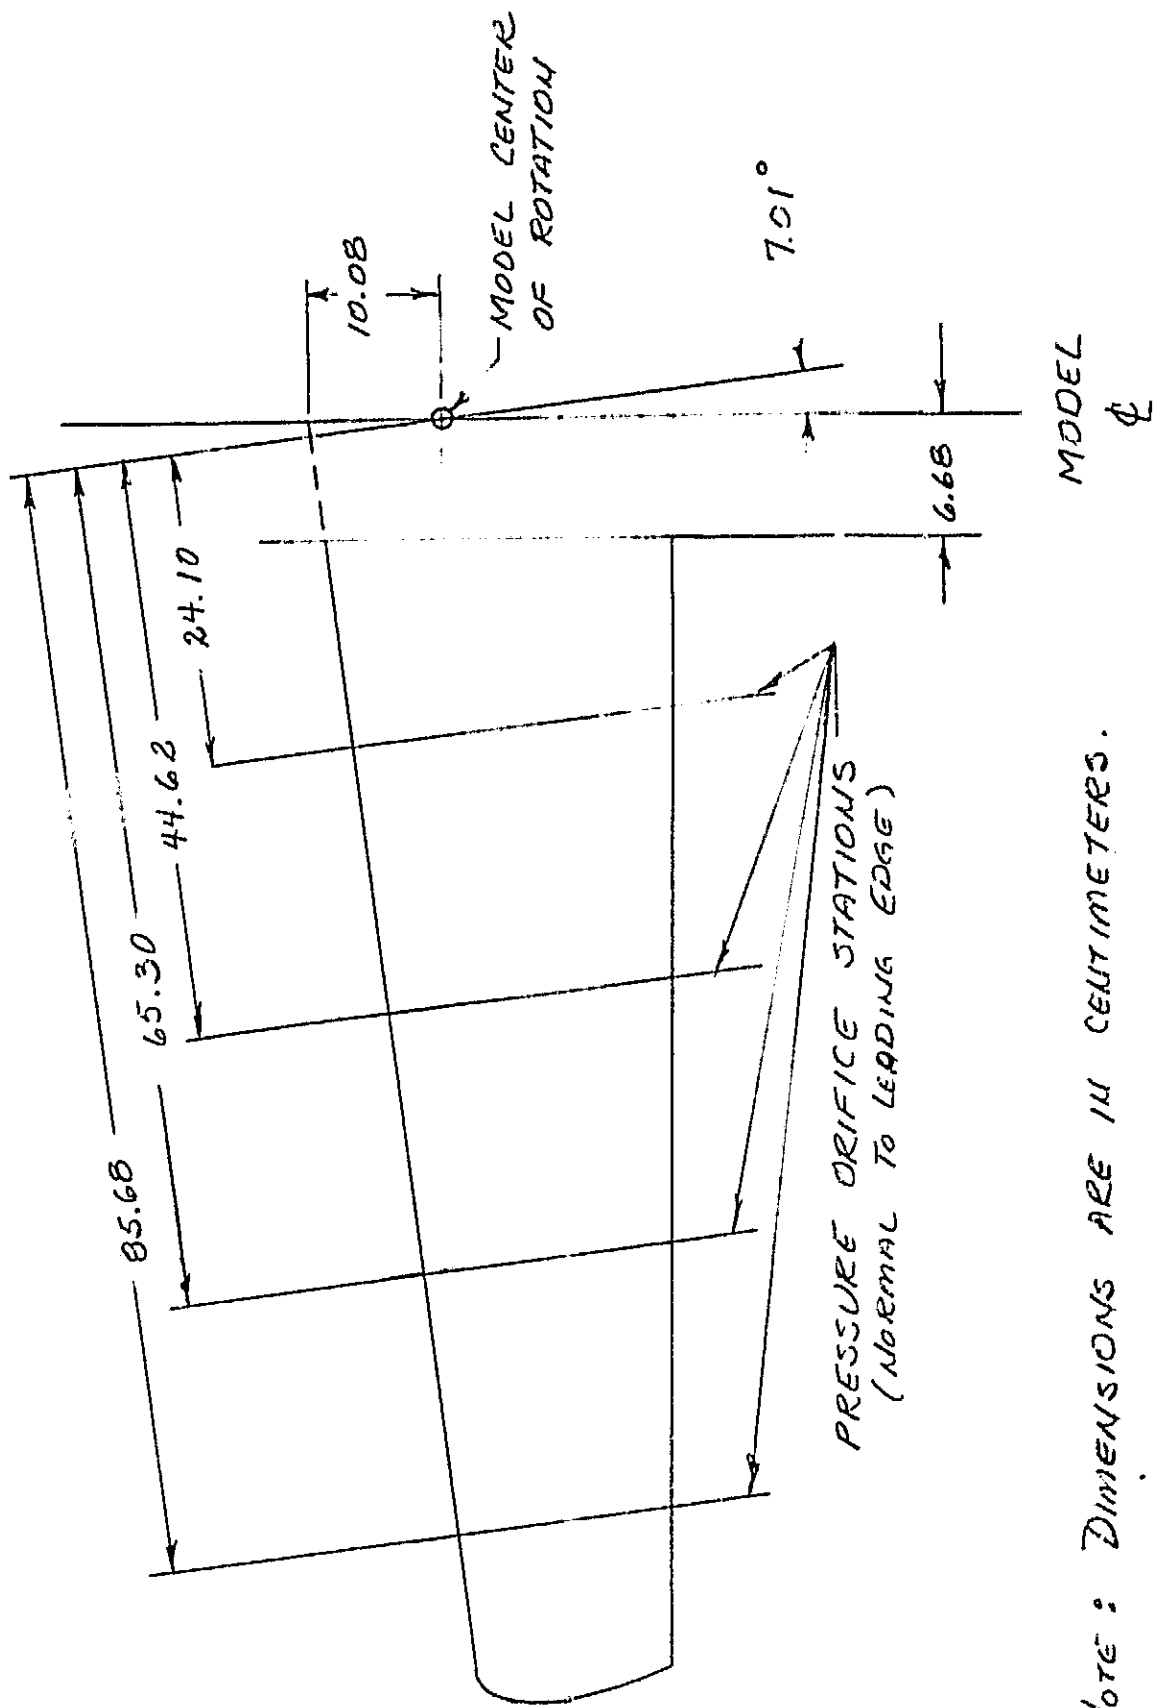 85.68
65.30
44.62
24.10
10.08
MODEL CENTER
OF ROTATION
7.01°
6.68
MODEL
℄
PRESSURE ORIFICE STATIONS
(NORMAL TO LEADING EDGE)
NOTE : DIMENSIONS ARE IN CENTIMETERS.